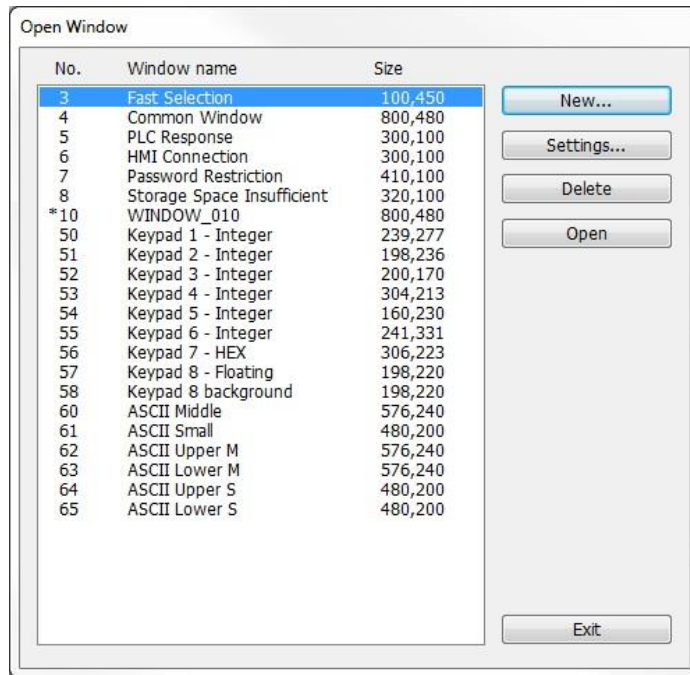 Open Window
No. Window name Size
3 Fast Selection 100,450
4 Common Window 800,480
5 PLC Response 300,100
6 HMI Connection 300,100
7 Password Restriction 410,100
8 Storage Space Insufficient 320,100
*10 WINDOW_010 800,480
50 Keypad 1 - Integer 239,277
51 Keypad 2 - Integer 198,236
52 Keypad 3 - Integer 200,170
53 Keypad 4 - Integer 304,213
54 Keypad 5 - Integer 160,230
55 Keypad 6 - Integer 241,331
56 Keypad 7 - HEX 306,223
57 Keypad 8 - Floating 198,220
58 Keypad 8 background 198,220
60 ASCII Middle 576,240
61 ASCII Small 480,200
62 ASCII Upper M 576,240
63 ASCII Lower M 576,240
64 ASCII Upper S 480,200
65 ASCII Lower S 480,200
New...
Settings...
Delete
Open
Exit